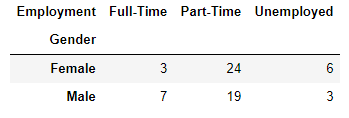 Employment Full-Time Part-Time Unemployed
Gender
Female 3 24 6
Male 7 19 3